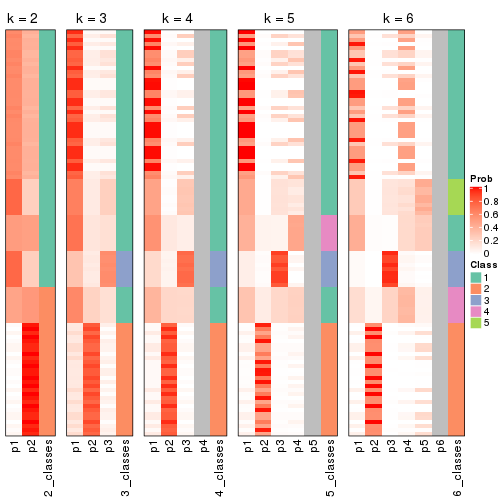 k = 2
k = 3
k = 4
k = 5
k = 6
p1
p2
2_classes
p1
p2
p3
3_classes
p1
p2
p3
p4
4_classes
p1
p2
p3
p4
p5
5_classes
p1
p2
p3
p4
p5
p6
6_classes
Prob
1
0.8
0.6
0.4
0.2
0
Class
1
2
3
4
5